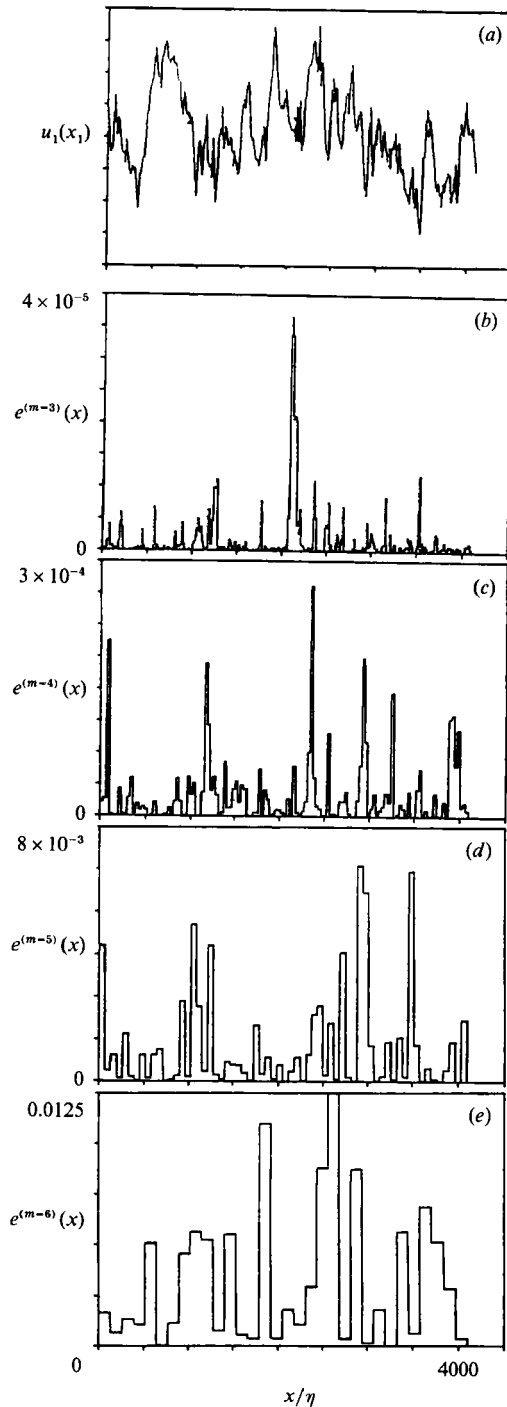 (a)
u₁(x₁)
4 × 10⁻⁵
(b)
e⁽ᵐ⁻³⁾(x)
0
3 × 10⁻⁴
(c)
e⁽ᵐ⁻⁴⁾(x)
0
8 × 10⁻³
(d)
e⁽ᵐ⁻⁵⁾(x)
0
0.0125
(e)
e⁽ᵐ⁻⁶⁾(x)
0
4000
x/η